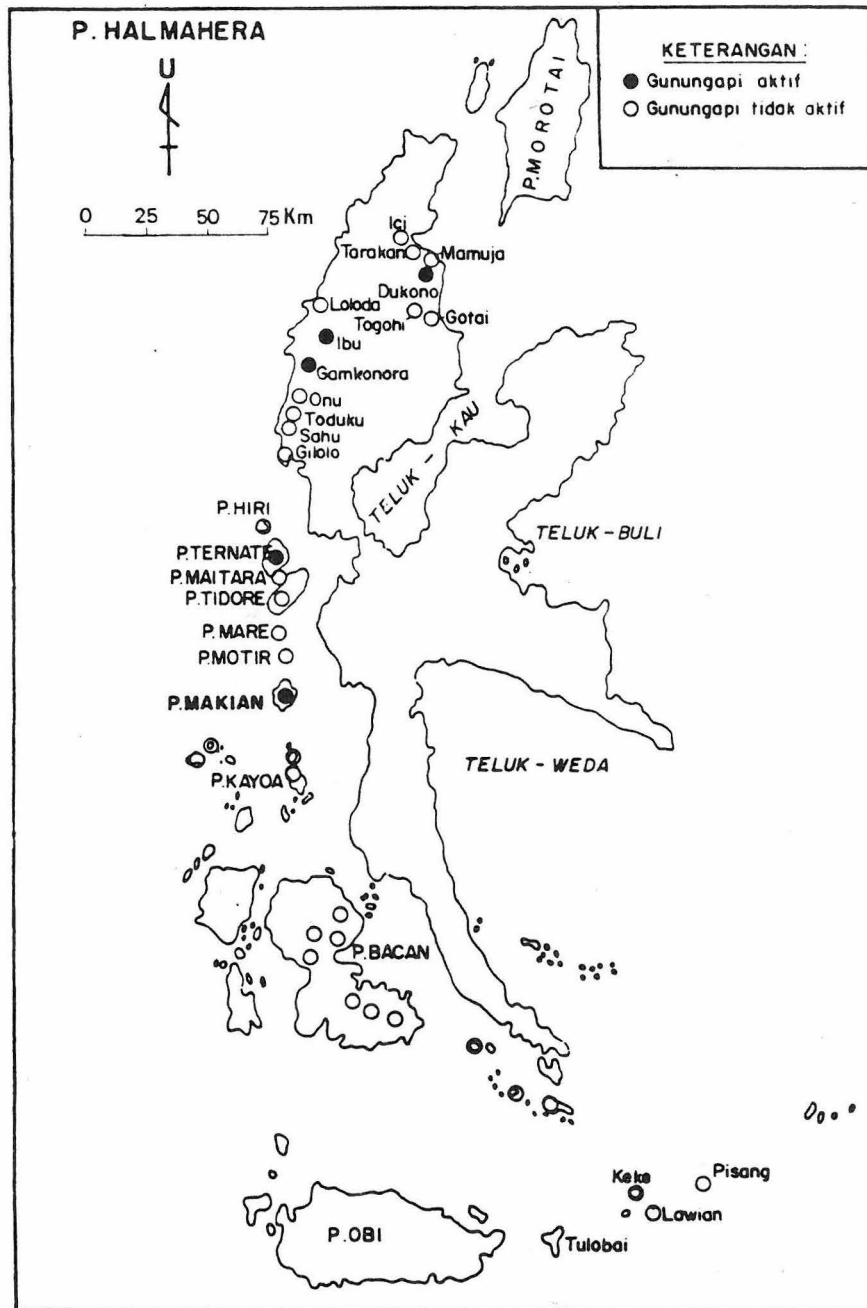 P. HALMAHERA
U
0 25 50 75 Km
KETERANGAN :
Gunungapi aktif
Gunungapi tidak aktif
P.MOROTAI
Ici
Tarakan
Mamuja
Dukono
Loloda
Togohi
Gotai
Ibu
Gamkonora
Onu
Toduku
Sahu
Gilolo
TELUK - KAU
P.HIRI
TELUK-BULI
P.TERNATE
P.MAITARA
P.TIDORE
P.MARE
P.MOTIR
P.MAKIAN
TELUK - WEDA
P.KAYOA
P.BACAN
Pisang
Keke
Lawian
P.OBI
Tulobai